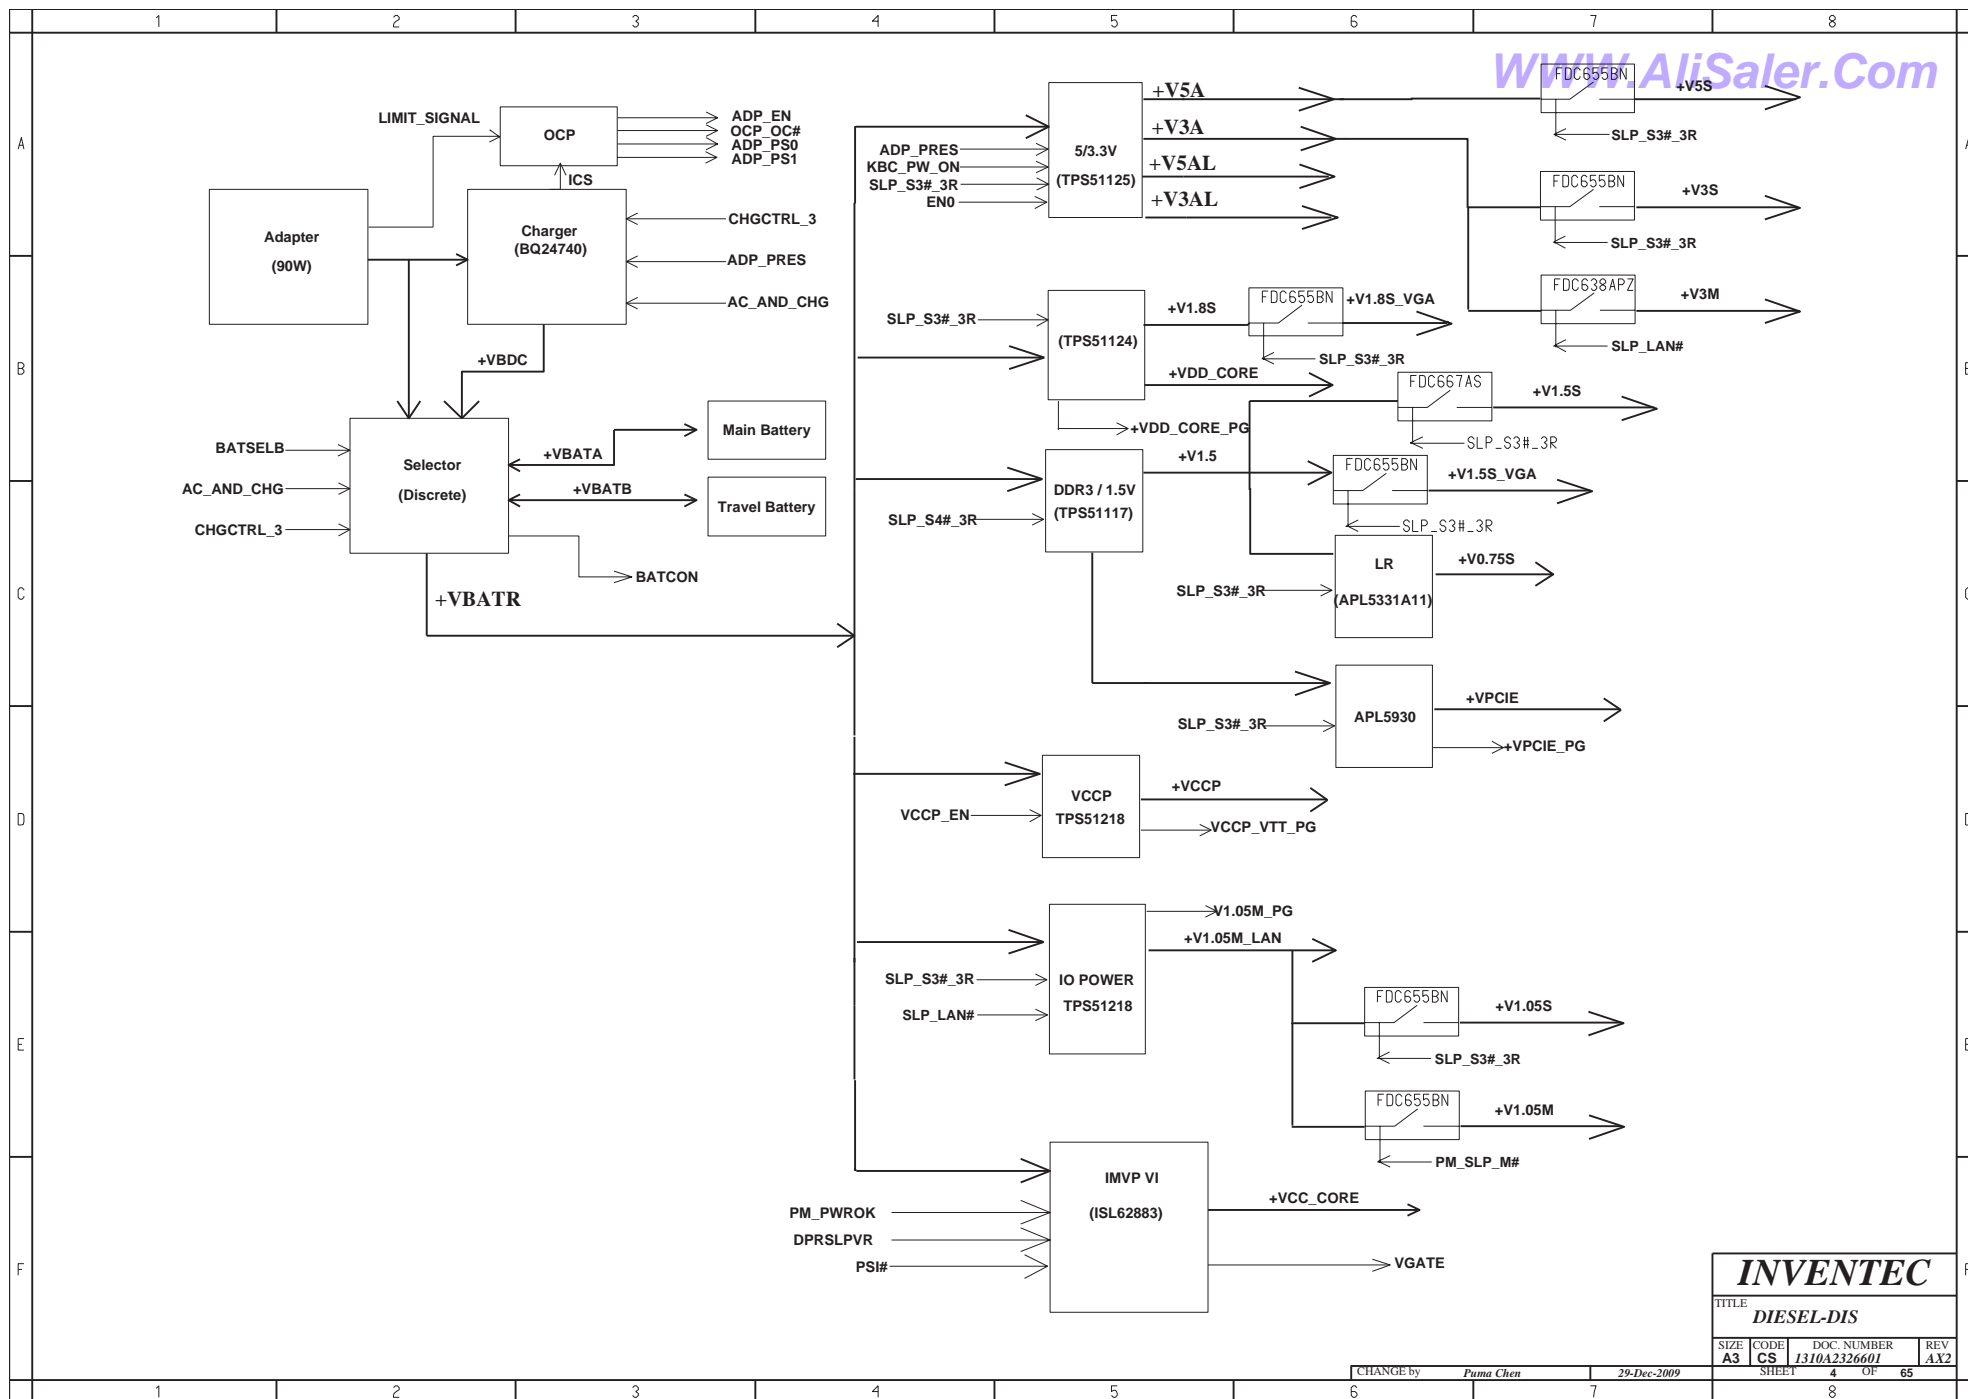 1 2 3 4 5 6 7 8
WWW.AliSaler.Com
A
LIMIT_SIGNAL
OCP
ADP_EN
OCP_OC#
ADP_PS0
ADP_PS1
ICS
Adapter
(90W)
Charger
(BQ24740)
CHGCTRL_3
ADP_PRES
AC_AND_CHG
+VBDC
B
BATSELB
AC_AND_CHG
CHGCTRL_3
Selector
(Discrete)
+VBATA
+VBATB
Main Battery
Travel Battery
BATCON
+VBATR
C
ADP_PRES
KBC_PW_ON
SLP_S3#_3R
EN0
5/3.3V
(TPS51125)
+V5A
+V3A
+V5AL
+V3AL
FDC655BN
+V5S
SLP_S3#_3R
FDC655BN
+V3S
SLP_S3#_3R
FDC638APZ
+V3M
SLP_LAN#
SLP_S3#_3R
(TPS51124)
+V1.8S
FDC655BN
+V1.8S_VGA
SLP_S3#_3R
+VDD_CORE
+VDD_CORE_PG
FDC667AS
+V1.5S
SLP_S3#_3R
SLP_S4#_3R
DDR3 / 1.5V
(TPS51117)
+V1.5
FDC655BN
+V1.5S_VGA
SLP_S3#_3R
LR
(APL5331A11)
SLP_S3#_3R
+V0.75S
APL5930
SLP_S3#_3R
+VPCIE
+VPCIE_PG
D
VCCP_EN
VCCP
TPS51218
+VCCP
VCCP_VTT_PG
E
SLP_S3#_3R
SLP_LAN#
IO POWER
TPS51218
V1.05M_PG
+V1.05M_LAN
FDC655BN
+V1.05S
SLP_S3#_3R
FDC655BN
+V1.05M
PM_SLP_M#
F
PM_PWROK
DPRSLPVR
PSI#
IMVP VI
(ISL62883)
+VCC_CORE
VGATE
INVENTEC
TITLE
DIESEL-DIS
SIZE CODE DOC. NUMBER REV
A3 CS 1310A2326601 AX2
CHANGE by Puma Chen 29-Dec-2009 SHEET 4 OF 65
1 2 3 4 5 6 7 8